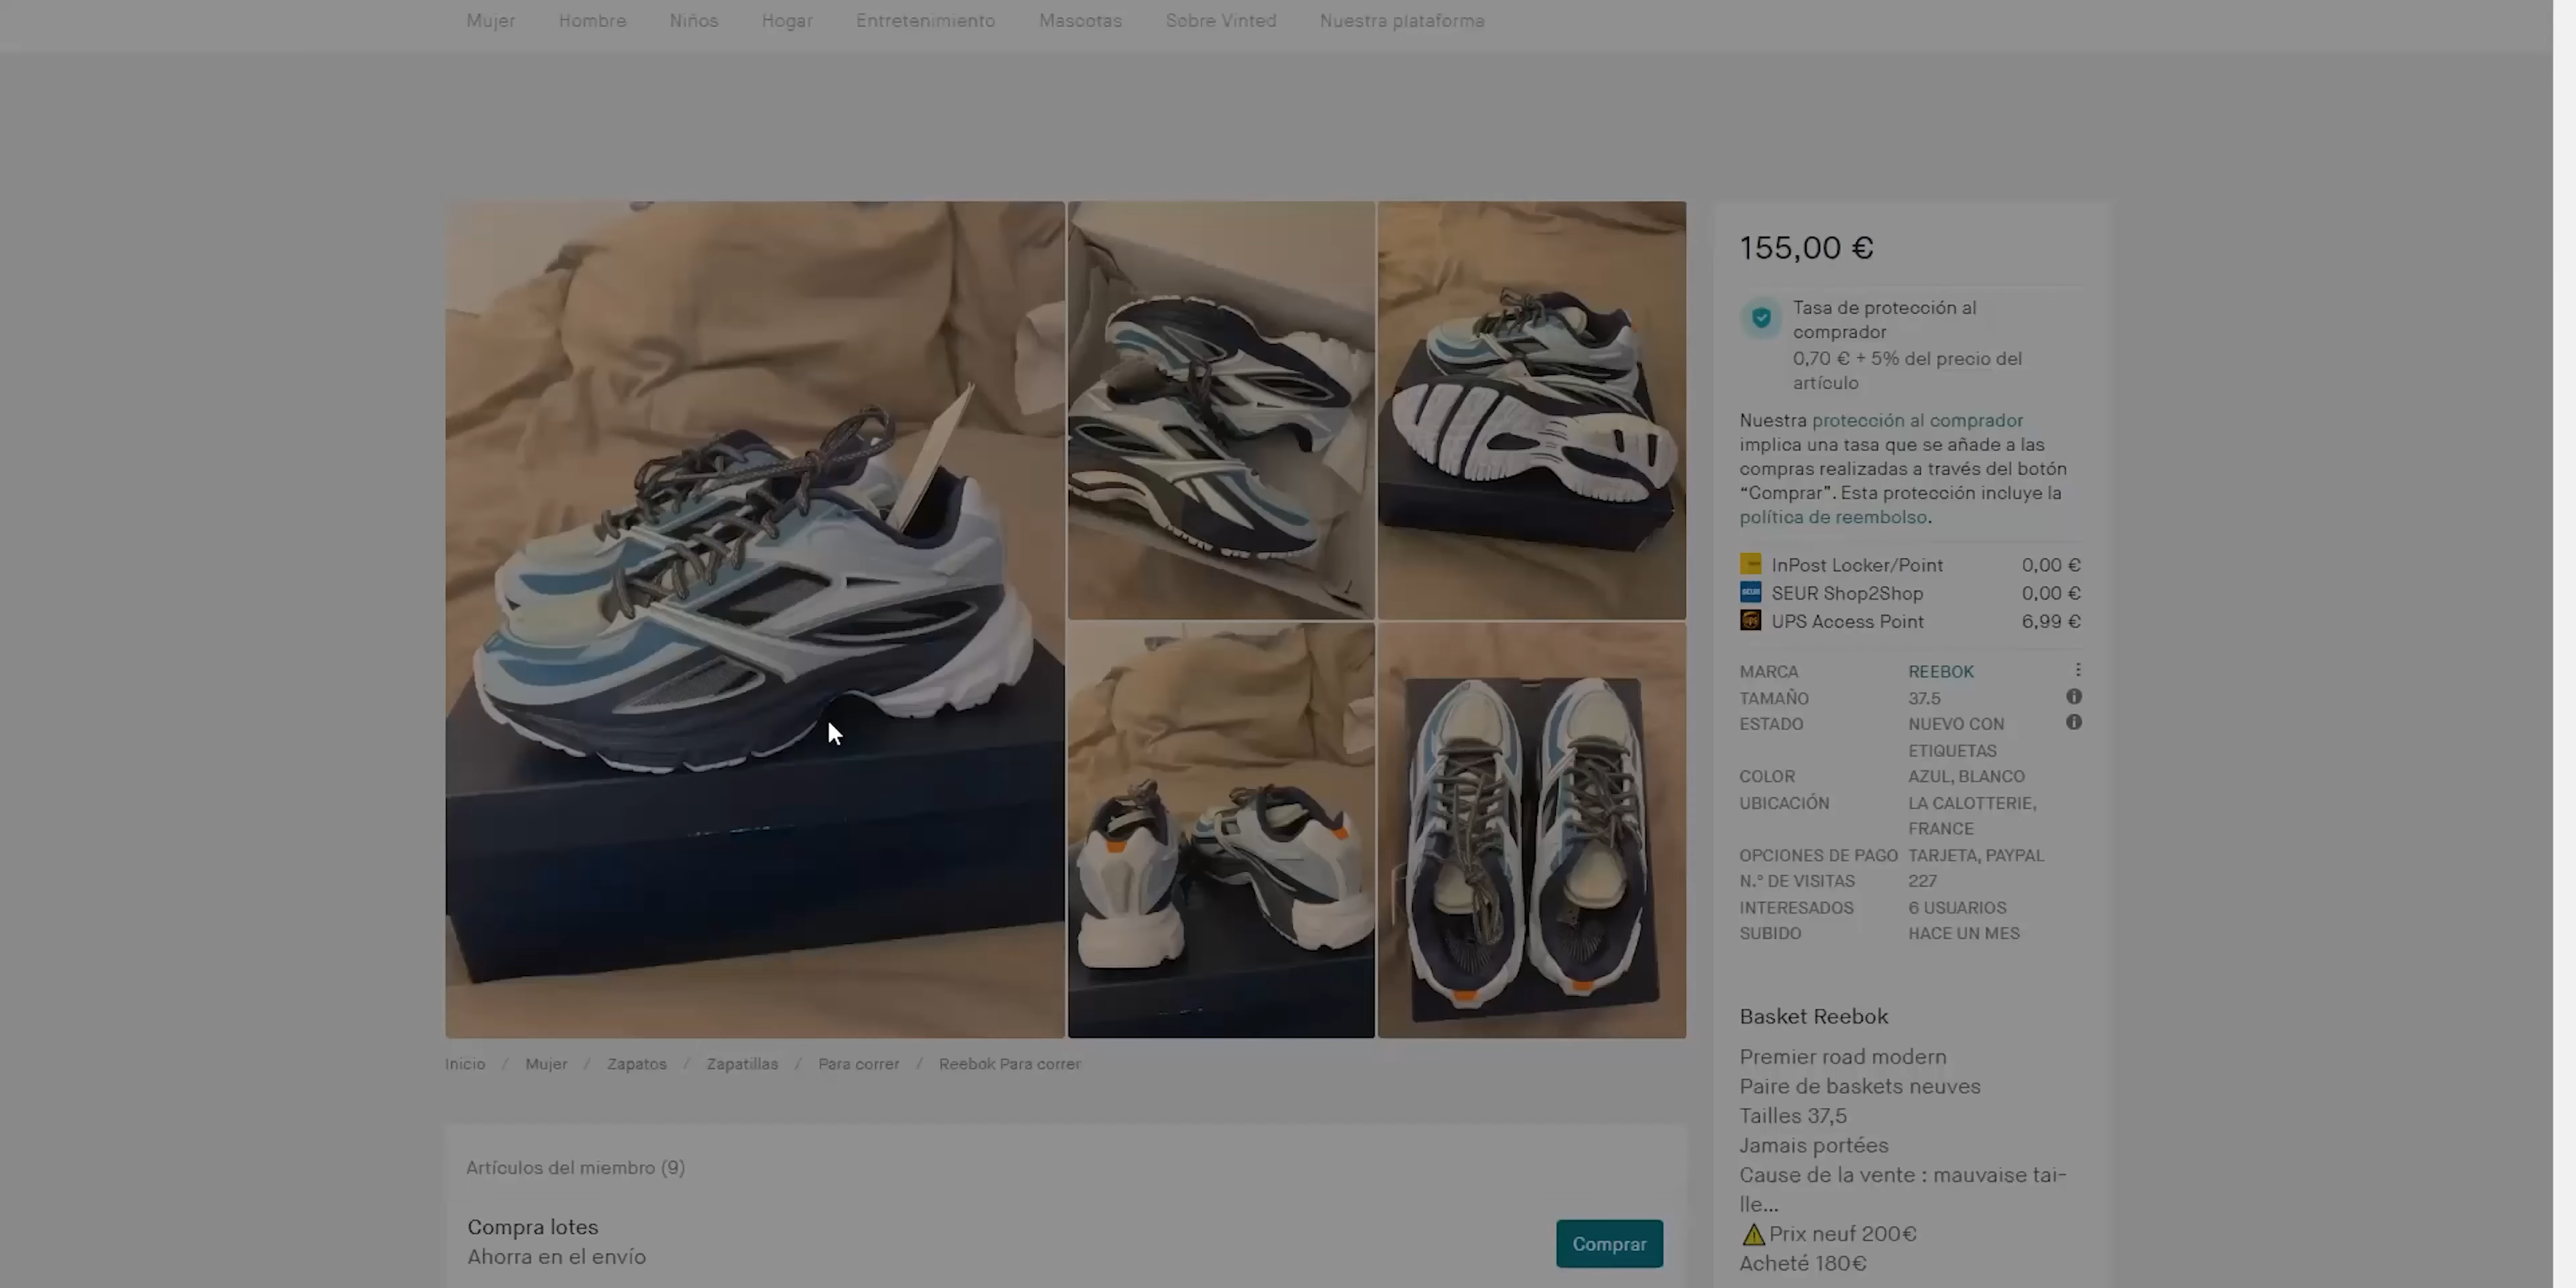 Mujer Hombre Niños Hogar Entretenimiento Mascotas Sobre Vinted Nuestra plataforma
155,00 €
Tasa de protección al
comprador
0,70 € + 5% del precio del
artículo
Nuestra protección al comprador
implica una tasa que se añade a las
compras realizadas a través del botón
“Comprar”. Esta protección incluye la
política de reembolso.
InPost Locker/Point 0,00 €
SEUR Shop2Shop 0,00 €
UPS Access Point 6,99 €
MARCA REEBOK
TAMAÑO 37.5
ESTADO NUEVO CON
ETIQUETAS
COLOR AZUL, BLANCO
UBICACIÓN LA CALOTTERIE,
FRANCE
OPCIONES DE PAGO TARJETA, PAYPAL
N.º DE VISITAS 227
INTERESADOS 6 USUARIOS
SUBIDO HACE UN MES
Basket Reebok
Premier road modern
Paire de baskets neuves
Tailles 37,5
Jamais portées
Cause de la vente : mauvaise tai-
lle...
⚠️Prix neuf 200€
Acheté 180€
Inicio / Mujer / Zapatos / Zapatillas / Para correr / Reebok Para correr
Artículos del miembro (9)
Compra lotes
Ahorra en el envío
Comprar